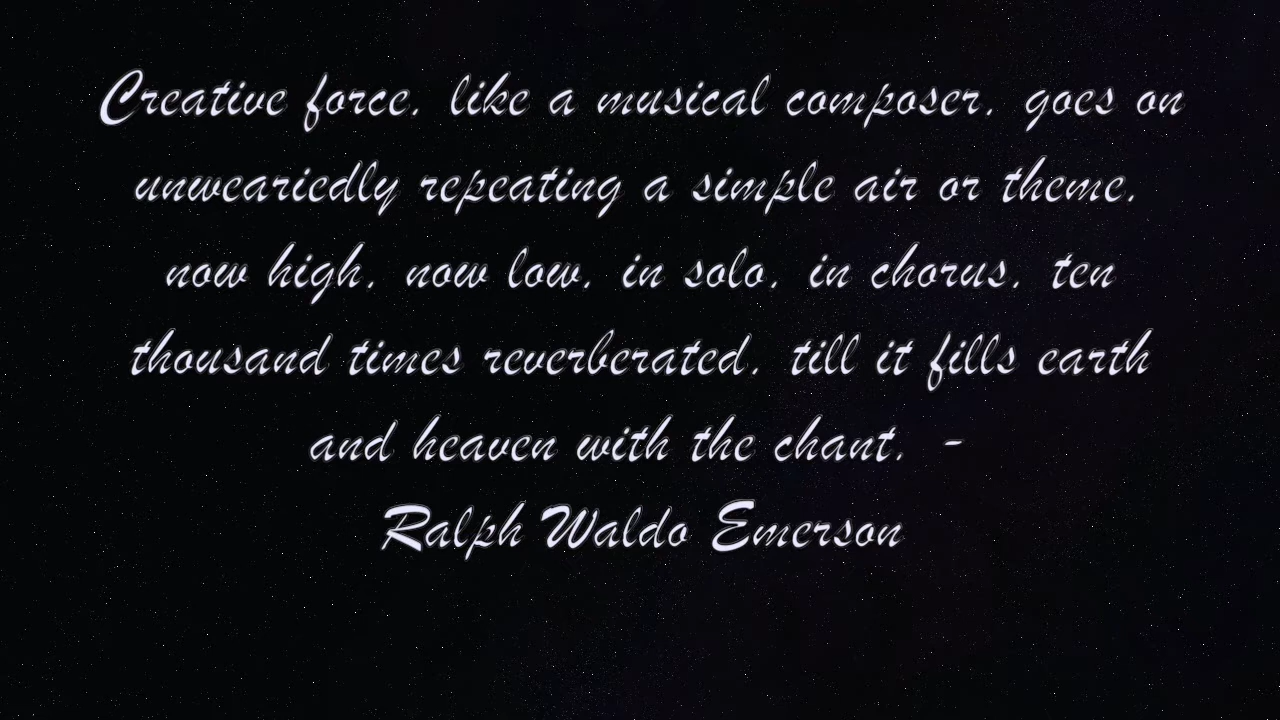 Creative force, like a musical composer, goes on
unweariedly repeating a simple air or theme,
now high, now low, in solo, in chorus, ten
thousand times reverberated, till it fills earth
and heaven with the chant. -
Ralph Waldo Emerson